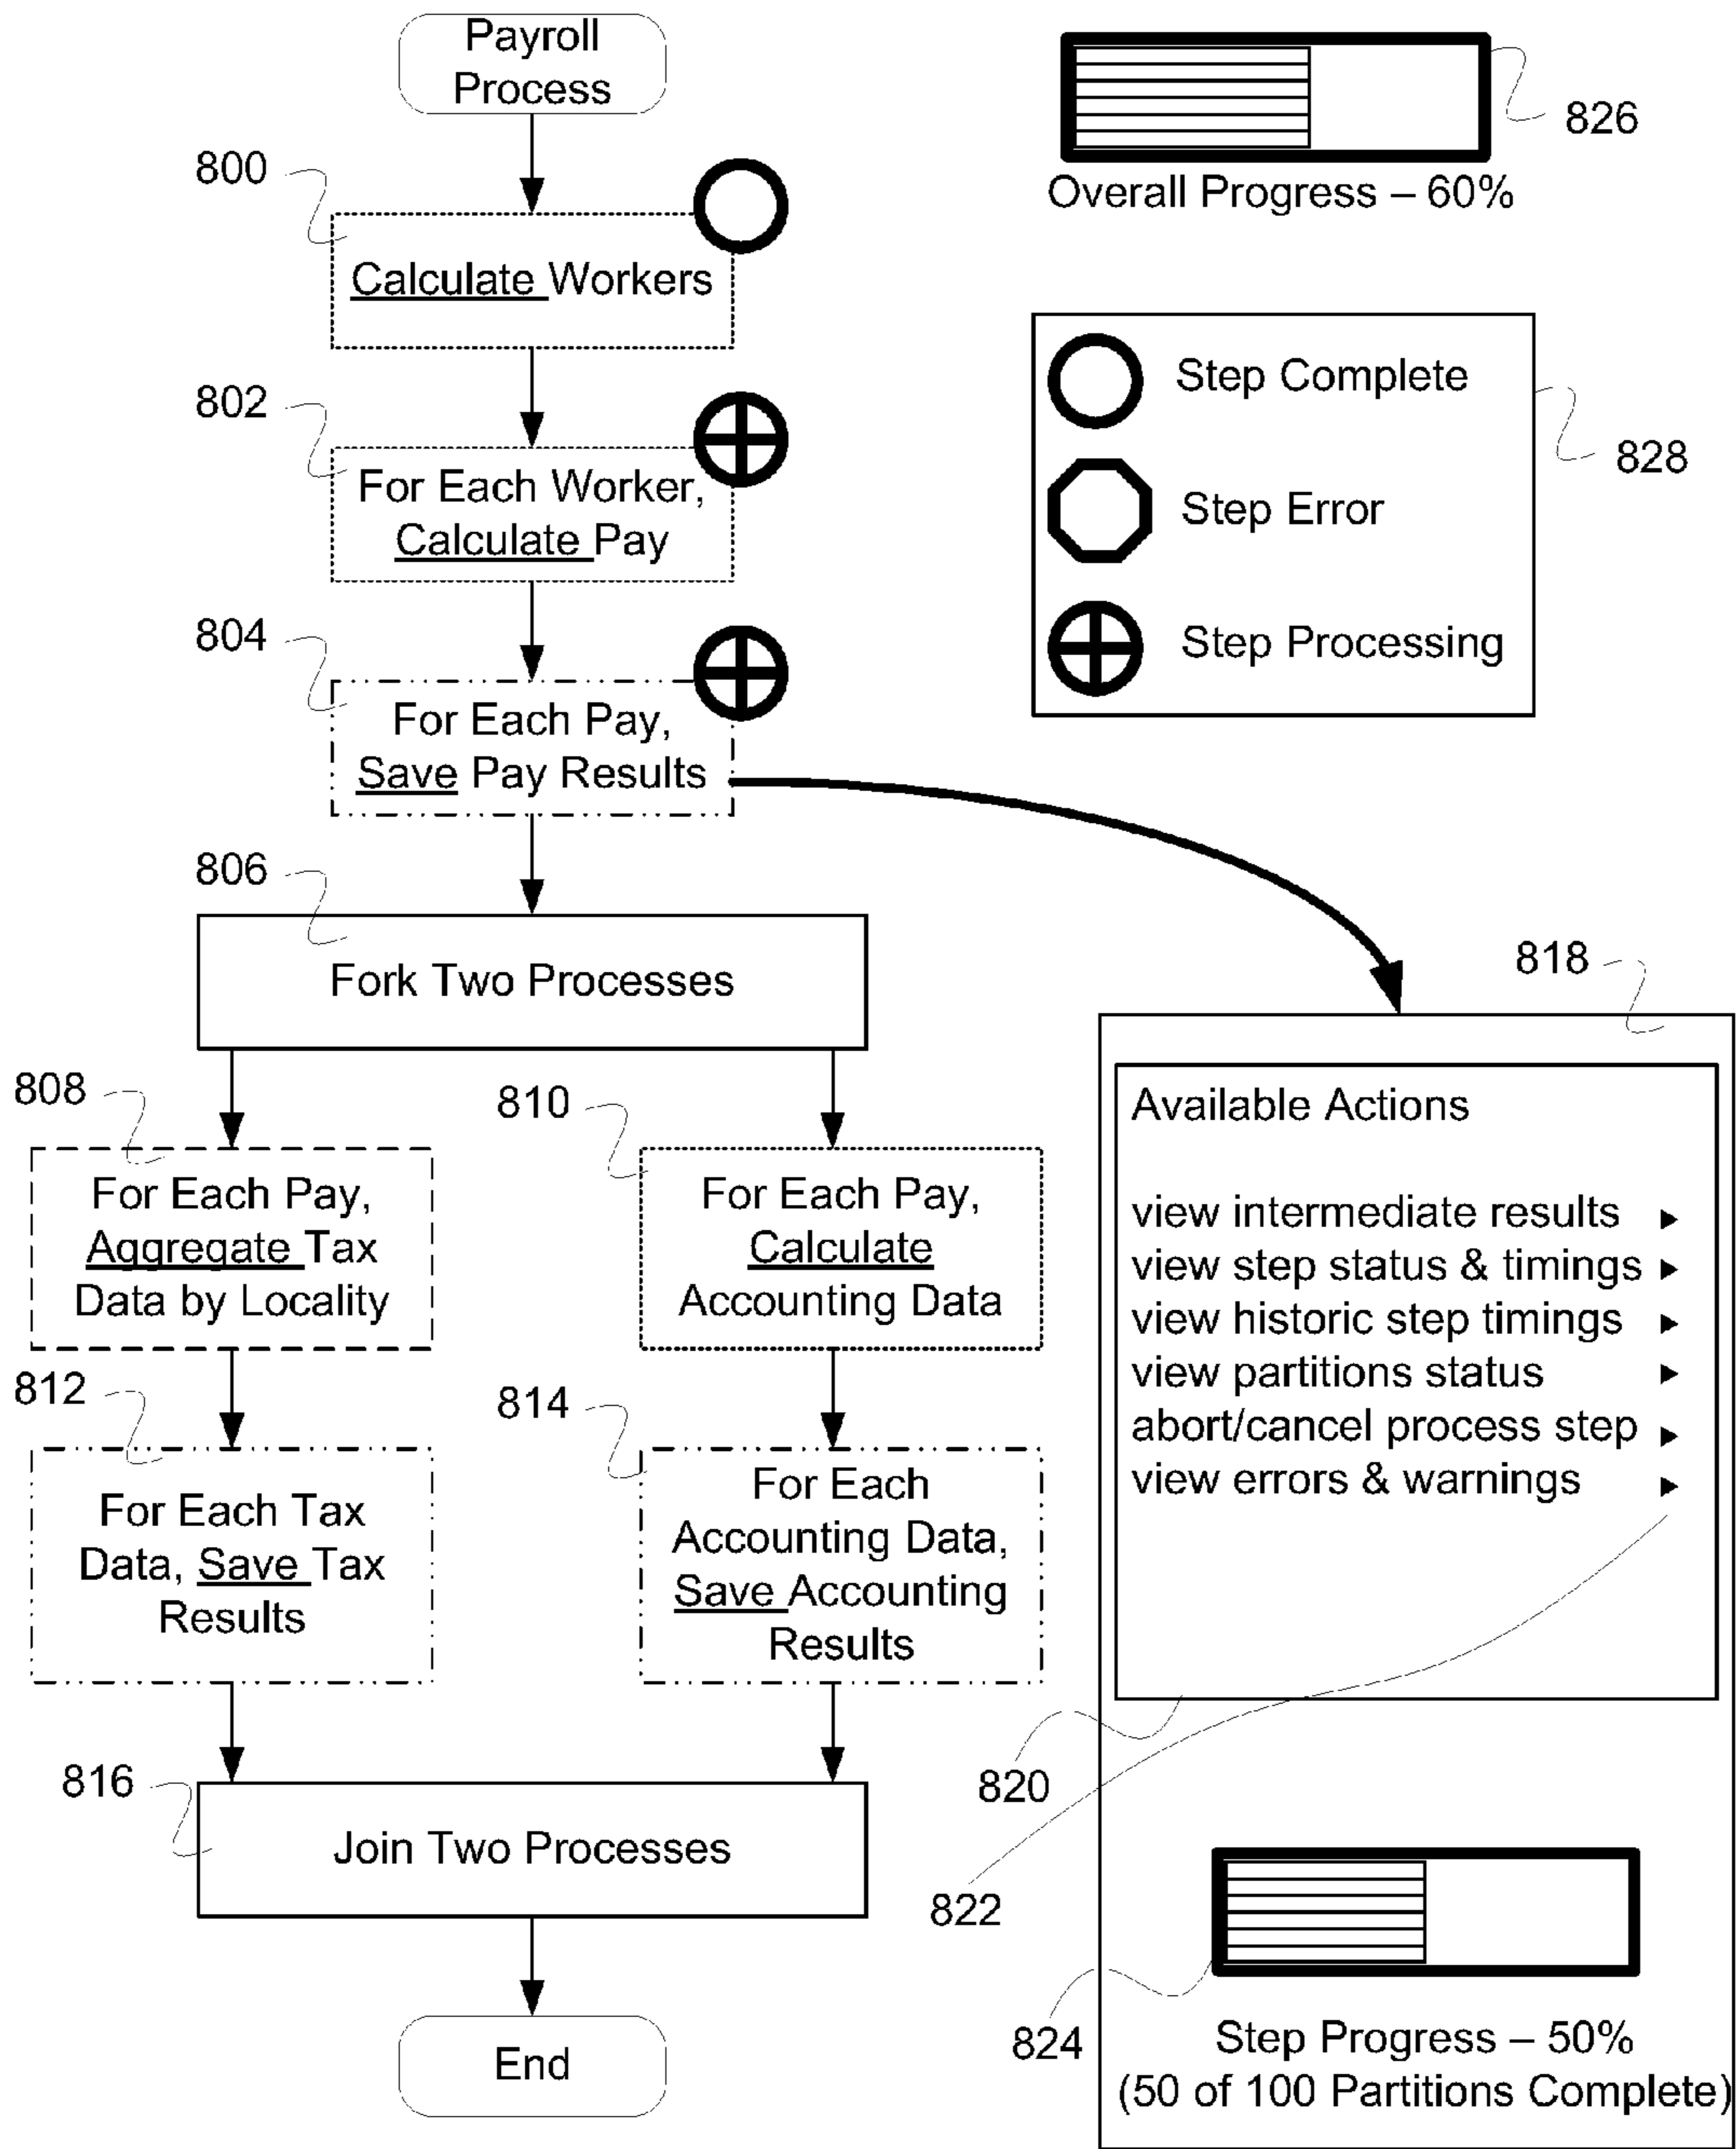 Payroll
Process
800
Calculate Workers
802
For Each Worker,
Calculate Pay
804
For Each Pay,
Save Pay Results
806
Fork Two Processes
808
For Each Pay,
Aggregate Tax
Data by Locality
810
For Each Pay,
Calculate
Accounting Data
812
For Each Tax
Data, Save Tax
Results
814
For Each
Accounting Data,
Save Accounting
Results
816
Join Two Processes
End
826
Overall Progress – 60%
Step Complete
Step Error
Step Processing
828
818
Available Actions
view intermediate results
view step status & timings
view historic step timings
view partitions status
abort/cancel process step
view errors & warnings
820
822
824
Step Progress – 50%
(50 of 100 Partitions Complete)